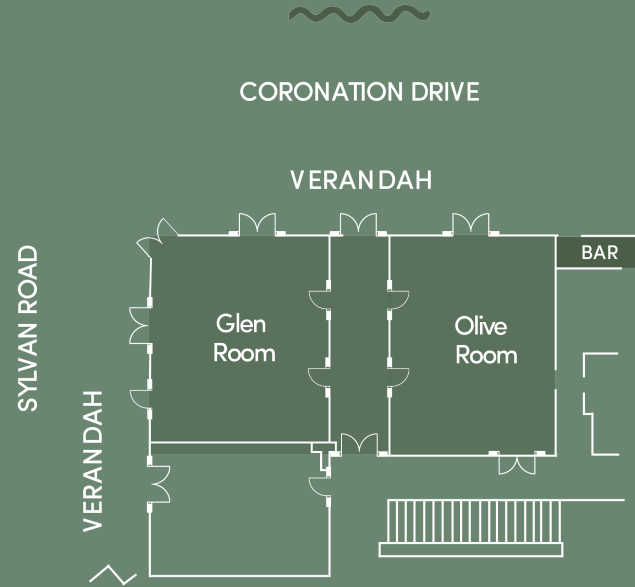 CORONATION DRIVE
VERANDAH
BAR
SYLVAN ROAD
Glen
Room
Olive
Room
VERANDAH